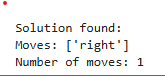 Solution found:
Moves: ['right']
Number of moves: 1